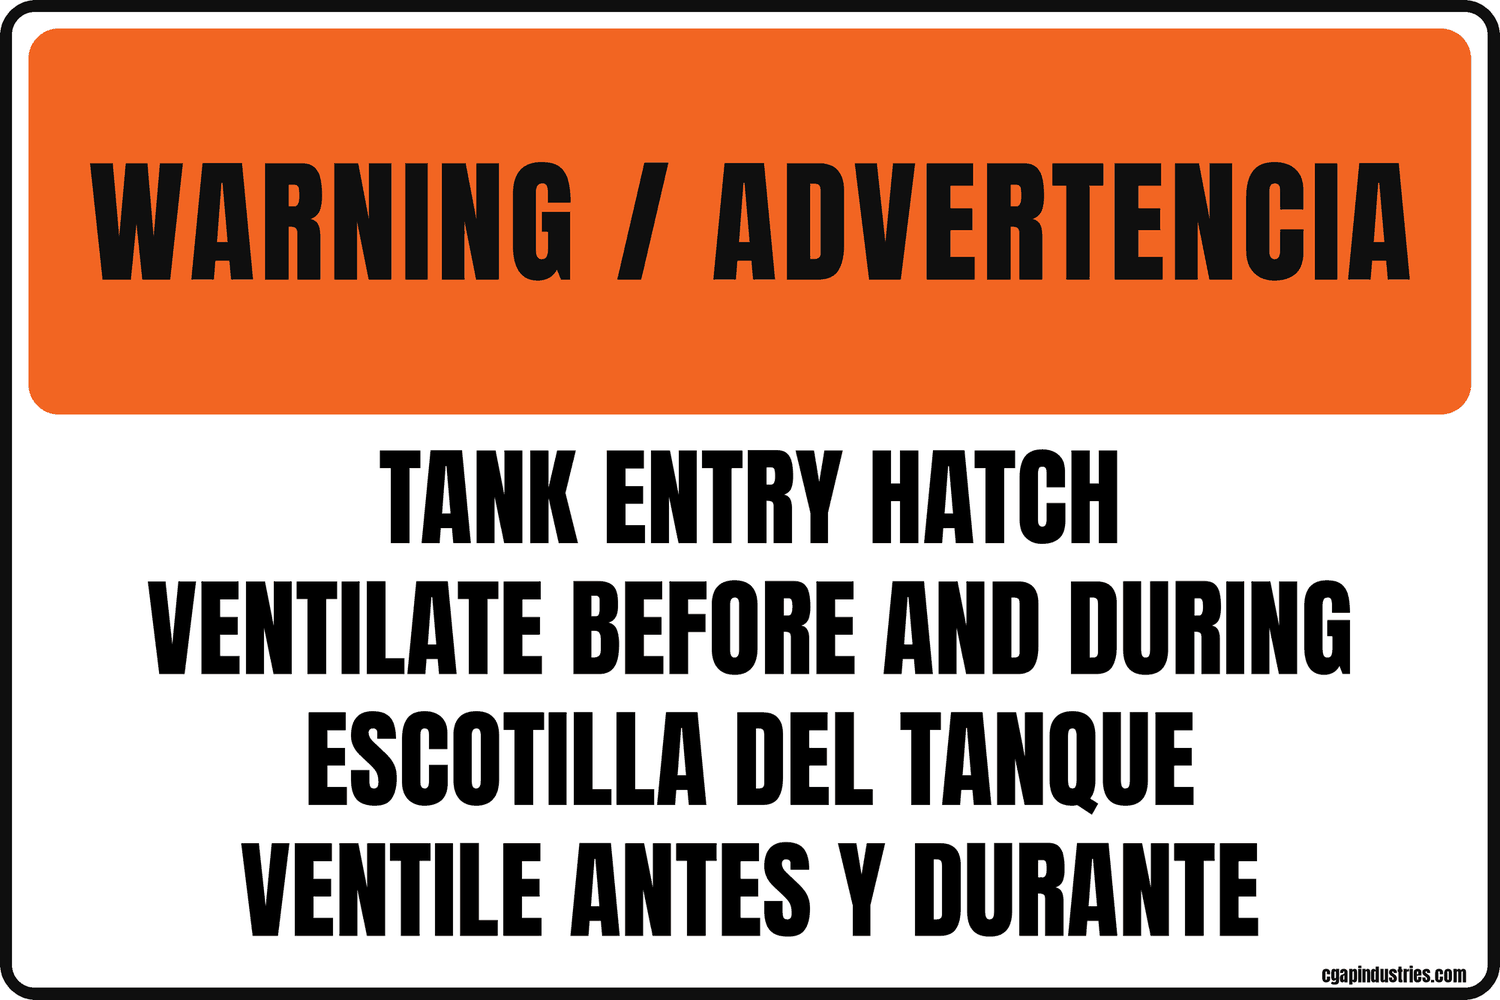 WARNING / ADVERTENCIA
TANK ENTRY HATCH
VENTILATE BEFORE AND DURING
ESCOTILLA DEL TANQUE
VENTILE ANTES Y DURANTE
cgapindustries.com